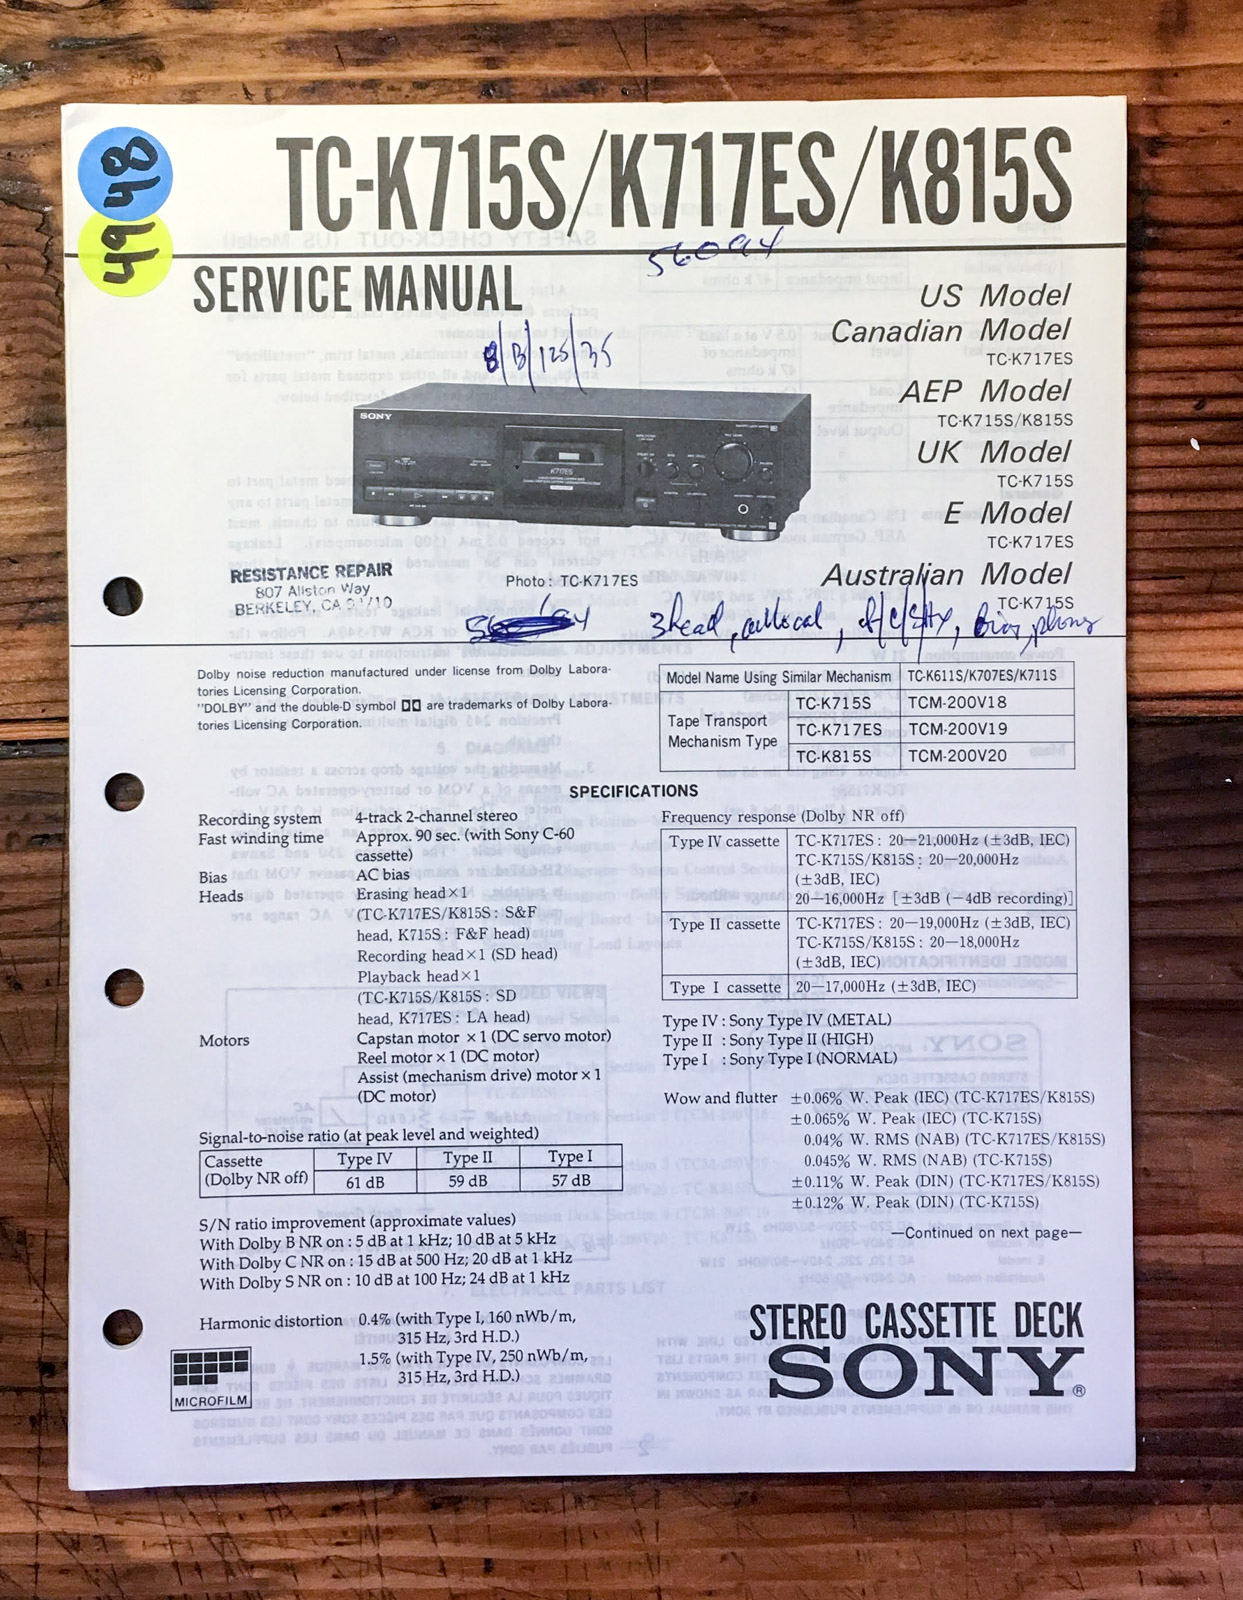 48
49
TC-K715S/K717ES/K815S
56094
SERVICE MANUAL
8/B/125/35
US Model
Canadian Model
TC-K717ES
AEP Model
TC-K715S/K815S
UK Model
TC-K715S
E Model
TC-K717ES
Australian Model
TC-K715S
SONY
K717ES
RESISTANCE REPAIR
807 Allston Way
BERKELEY, CA 94710
Photo : TC-K717ES
3head,
Dolby noise reduction manufactured under license from Dolby Labora-
tories Licensing Corporation.
"DOLBY" and the double-D symbol are trademarks of Dolby Labora-
tories Licensing Corporation.
Model Name Using Similar Mechanism TC-K611S/K707ES/K711S
Tape Transport
Mechanism Type
TC-K715S TCM-200V18
TC-K717ES TCM-200V19
TC-K815S TCM-200V20
SPECIFICATIONS
Recording system 4-track 2-channel stereo
Fast winding time Approx. 90 sec. (with Sony C-60
cassette)
Bias AC bias
Heads Erasing head×1
(TC-K717ES/K815S : S&F
head, K715S : F&F head)
Recording head×1 (SD head)
Playback head×1
(TC-K715S/K815S : SD
head, K717ES : LA head)
Motors Capstan motor ×1 (DC servo motor)
Reel motor×1 (DC motor)
Assist (mechanism drive) motor×1
(DC motor)
Signal-to-noise ratio (at peak level and weighted)
Cassette
(Dolby NR off)
Type IV Type II Type I
61 dB 59 dB 57 dB
S/N ratio improvement (approximate values)
With Dolby B NR on : 5 dB at 1 kHz; 10 dB at 5 kHz
With Dolby C NR on : 15 dB at 500 Hz; 20 dB at 1 kHz
With Dolby S NR on : 10 dB at 100 Hz; 24 dB at 1 kHz
Harmonic distortion 0.4% (with Type I, 160 nWb/m,
315 Hz, 3rd H.D.)
1.5% (with Type IV, 250 nWb/m,
315 Hz, 3rd H.D.)
MICROFILM
Frequency response (Dolby NR off)
Type IV cassette TC-K717ES : 20—21,000Hz (±3dB, IEC)
TC-K715S/K815S : 20—20,000Hz
(±3dB, IEC)
20—16,000Hz [±3dB (−4dB recording)]
Type II cassette TC-K717ES : 20—19,000Hz (±3dB, IEC)
TC-K715S/K815S : 20—18,000Hz
(±3dB, IEC)
Type I cassette 20—17,000Hz (±3dB, IEC)
Type IV : Sony Type IV (METAL)
Type II : Sony Type II (HIGH)
Type I : Sony Type I (NORMAL)
Wow and flutter ±0.06% W. Peak (IEC) (TC-K717ES/K815S)
±0.065% W. Peak (IEC) (TC-K715S)
0.04% W. RMS (NAB) (TC-K717ES/K815S)
0.045% W. RMS (NAB) (TC-K715S)
±0.11% W. Peak (DIN) (TC-K717ES/K815S)
±0.12% W. Peak (DIN) (TC-K715S)
—Continued on next page—
STEREO CASSETTE DECK
SONY®